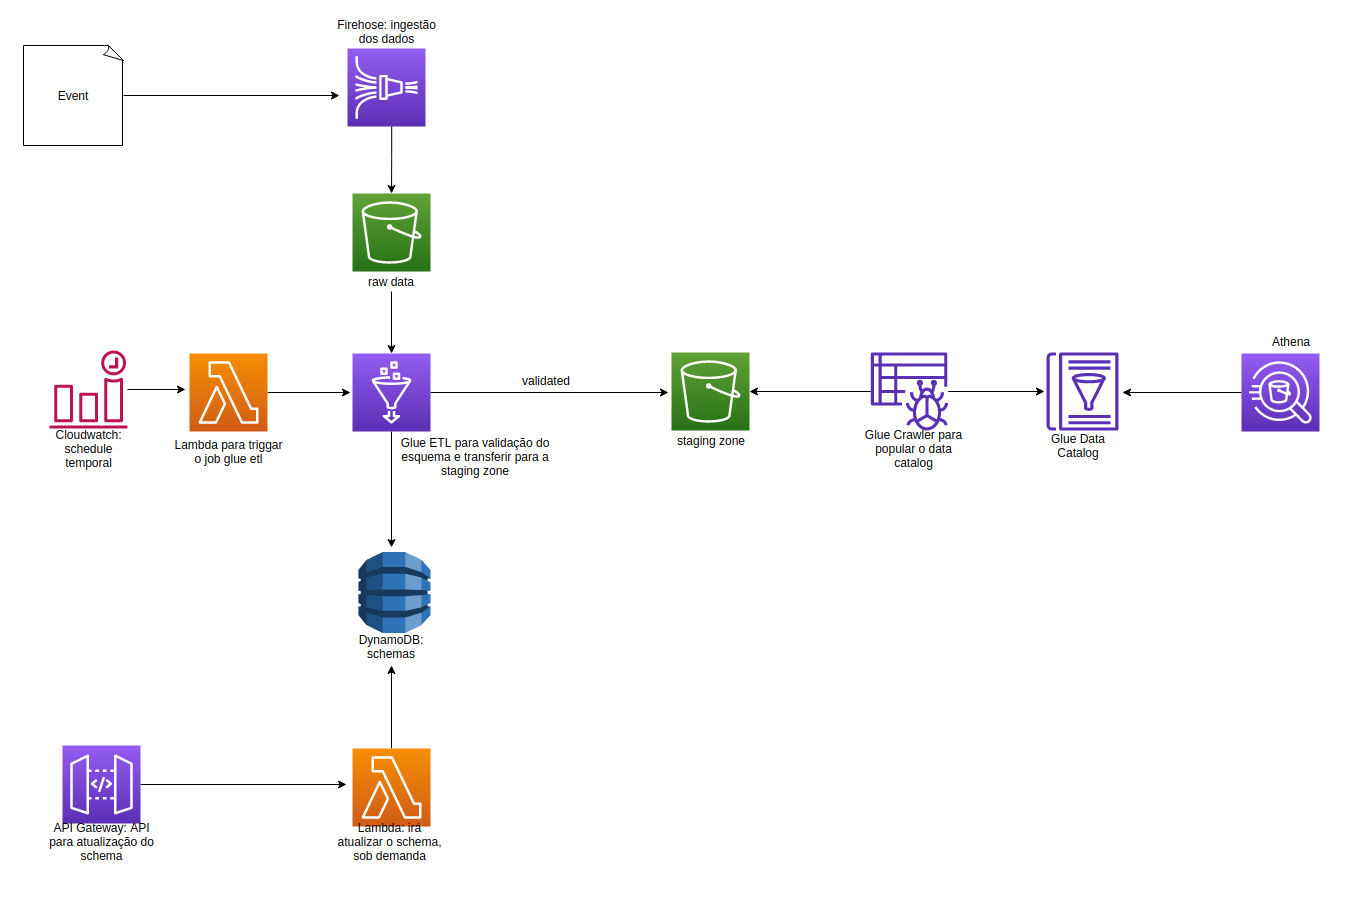 Firehose: ingestão
dos dados
Event
raw data
Athena
validated
Cloudwatch:
schedule
temporal
Lambda para triggar
o job glue etl
Glue ETL para validação do
esquema e transferir para a
staging zone
staging zone
Glue Crawler para
popular o data
catalog
Glue Data
Catalog
DynamoDB:
schemas
API Gateway: API
para atualização do
schema
Lambda: irá
atualizar o schema,
sob demanda